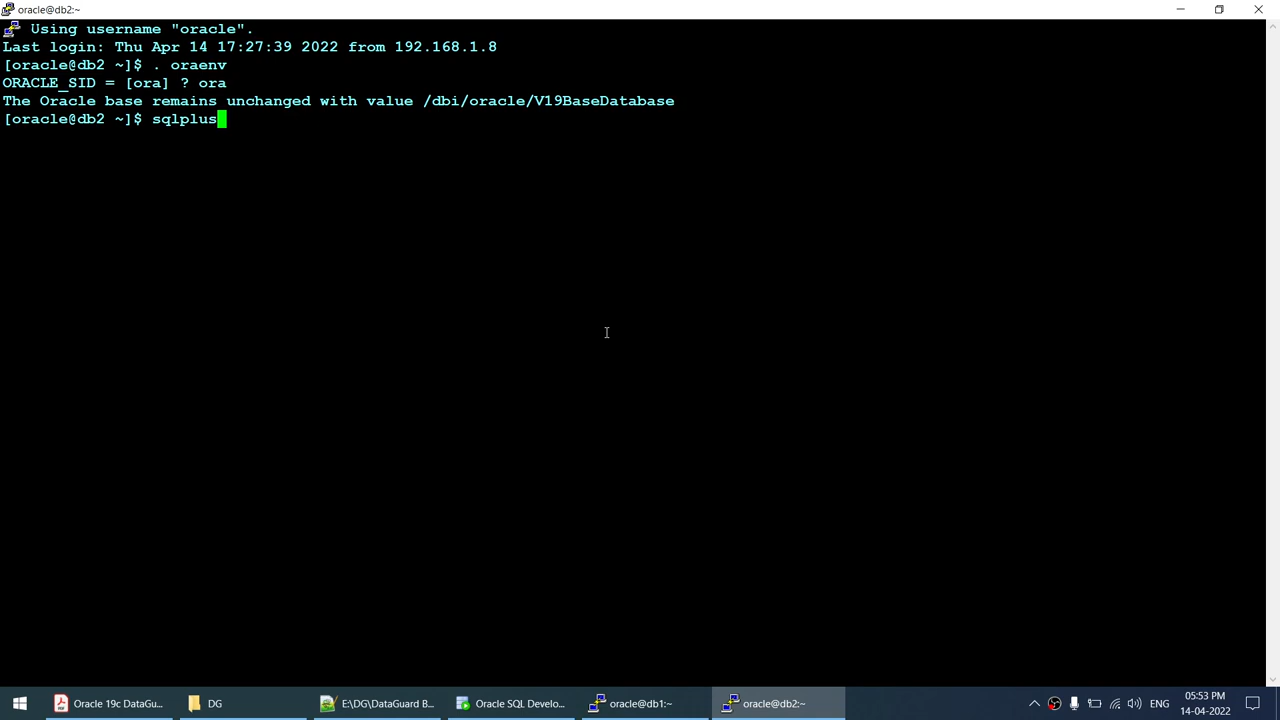 oracle@db2:~
Using username "oracle".
Last login: Thu Apr 14 17:27:39 2022 from 192.168.1.8
[oracle@db2 ~]$ . oraenv
ORACLE_SID = [ora] ? ora
The Oracle base remains unchanged with value /dbi/oracle/V19BaseDatabase
[oracle@db2 ~]$ sqlplus
Oracle 19c DataGu...
DG
E:\DG\DataGuard B...
Oracle SQL Develo...
oracle@db1:~
oracle@db2:~
ENG
05:53 PM
14-04-2022